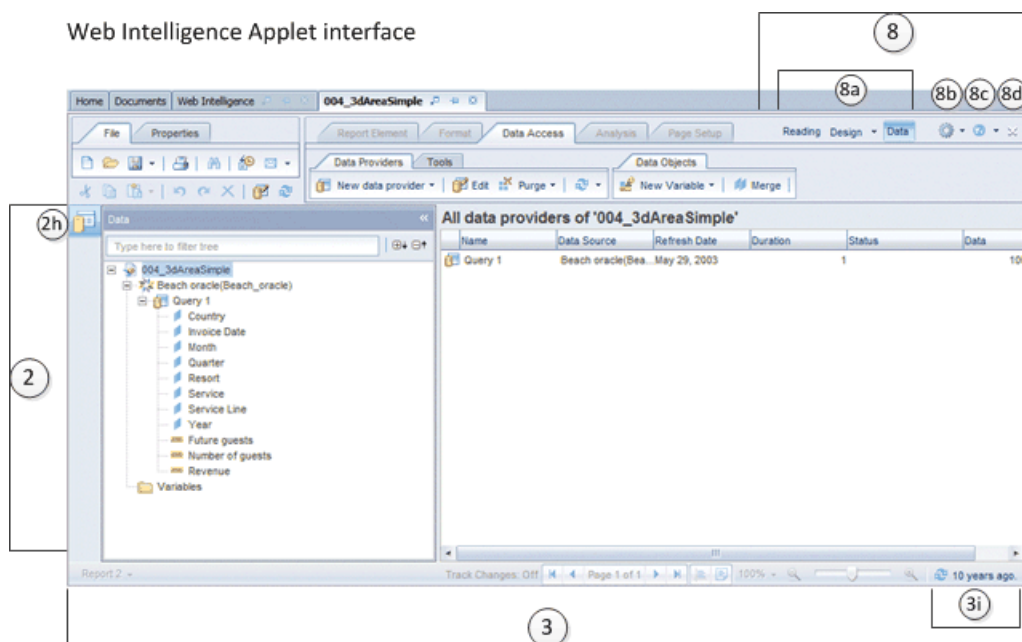 Web Intelligence Applet interface
8
8a
8b 8c 8d
Home Documents Web Intelligence 004_3dAreaSimple
File Properties Report Element Format Data Access Analysis Page Setup Reading Design Data
Data Providers Tools Data Objects
New data provider Edit Purge New Variable Merge
2h
Data « All data providers of '004_3dAreaSimple'
Type here to filter tree
Name Data Source Refresh Date Duration Status Data
004_3dAreaSimple
Query 1 Beach oracle(Bea... May 29, 2003 1 10
Beach oracle(Beach_oracle)
Query 1
Country
Invoice Date
Month
Quarter
2
Resort
Service
Service Line
Year
Future guests
Number of guests
Revenue
Variables
Report 2 Track Changes: Off Page 1 of 1 100% 10 years ago.
3i
3